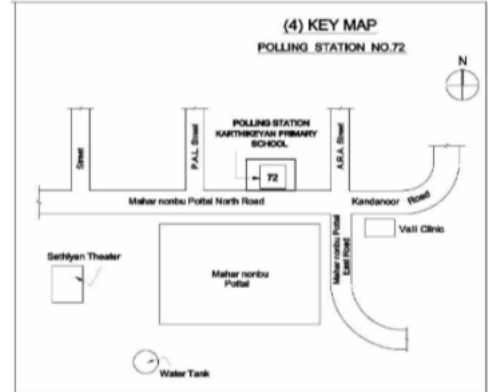 (4) KEY MAP
POLLING STATION NO.72
N
POLLING STATION
KARTHIKEYAN PRIMARY
SCHOOL
Street
P.A.L. Street
A.R.A. Street
72
Mahar nonbu Pottal North Road
Kandanoor Road
Valli Clinic
Mahar nonbu Pottal
East Road
Sathiyan Theater
Mahar nonbu
Pottal
Water Tank